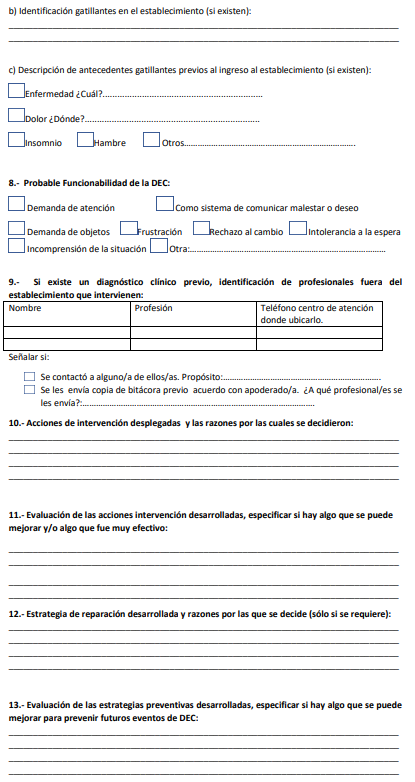 b) Identificación gatillantes en el establecimiento (si existen):
c) Descripción de antecedentes gatillantes previos al ingreso al establecimiento (si existen):
Enfermedad ¿Cuál?..........................................................
Dolor ¿Dónde?................................................................
Insomnio Hambre Otros...............................................................
8.- Probable Funcionabilidad de la DEC:
Demanda de atención Como sistema de comunicar malestar o deseo
Demanda de objetos Frustración Rechazo al cambio Intolerancia a la espera
Incomprensión de la situación Otra:........................................................................
9.- Si existe un diagnóstico clínico previo, identificación de profesionales fuera del
establecimiento que intervienen:
Nombre Profesión Teléfono centro de atención
donde ubicarlo.
Señalar si:
Se contactó a alguno/a de ellos/as. Propósito:..........................................................
Se les envía copia de bitácora previo acuerdo con apoderado/a. ¿A qué profesional/es se
les envía?:.....................................................................................
10.- Acciones de intervención desplegadas y las razones por las cuales se decidieron:
11.- Evaluación de las acciones intervención desarrolladas, especificar si hay algo que se puede
mejorar y/o algo que fue muy efectivo:
12.- Estrategia de reparación desarrollada y razones por las que se decide (sólo si se requiere):
13.- Evaluación de las estrategias preventivas desarrolladas, especificar si hay algo que se puede
mejorar para prevenir futuros eventos de DEC: